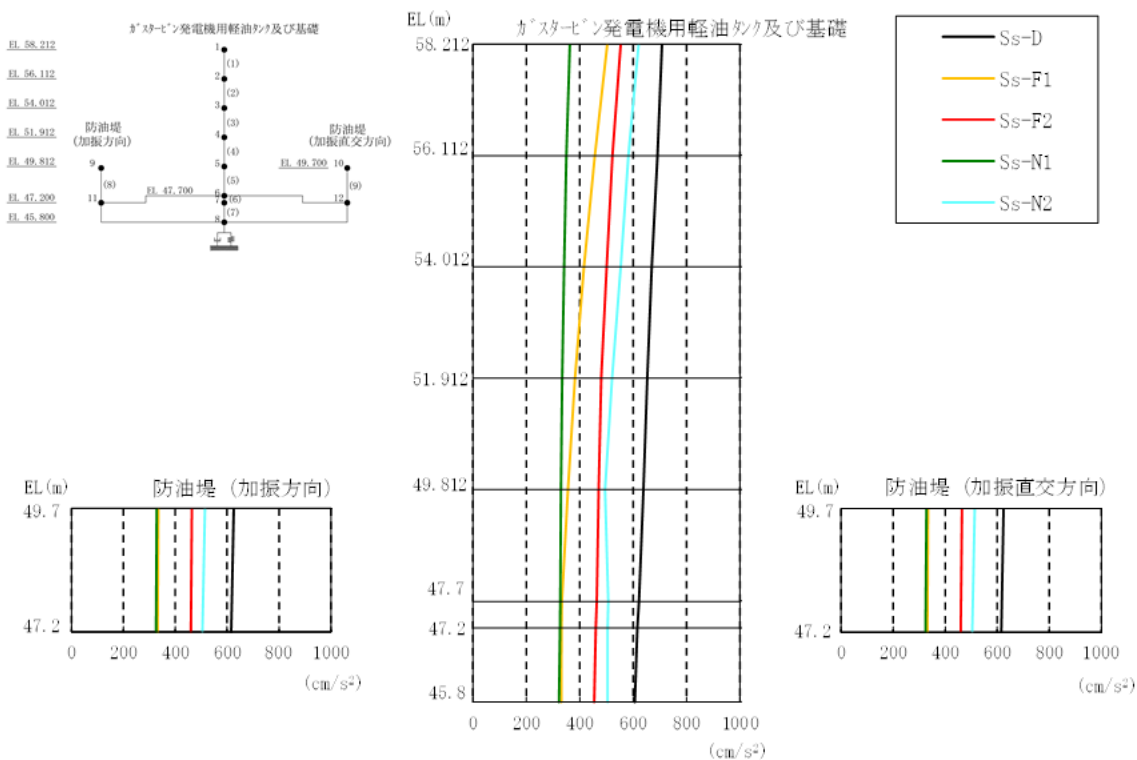 ｶﾞｽﾀｰﾋﾞﾝ発電機用軽油ﾀﾝｸ及び基礎
EL 58.212
EL 56.112
EL 54.012
EL 51.912
EL 49.812
EL 47.200
EL 45.800
1
(1)
2
(2)
3
(3)
4
(4)
5
(5)
6
7
(6)
(7)
8
防油堤
(加振方向)
9
(8)
11
EL 47.700
防油堤
(加振直交方向)
EL 49.700
10
(9)
12
EL(m)
ｶﾞｽﾀｰﾋﾞﾝ発電機用軽油ﾀﾝｸ及び基礎
58.212
56.112
54.012
51.912
49.812
47.7
47.2
45.8
0 200 400 600 800 1000
(cm/s²)
Ss-D
Ss-F1
Ss-F2
Ss-N1
Ss-N2
EL(m)
防油堤 (加振方向)
49.7
47.2
0 200 400 600 800 1000
(cm/s²)
EL(m)
防油堤 (加振直交方向)
49.7
47.2
0 200 400 600 800 1000
(cm/s²)